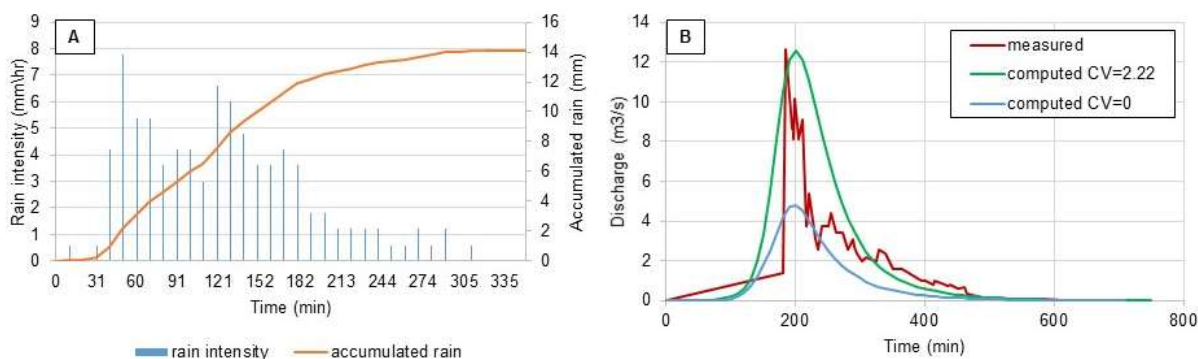 A
Rain intensity (mm\hr)
9
8
7
6
5
4
3
2
1
0
16
14
12
10
8
6
4
2
0
Accumulated rain (mm)
0 31 60 91 121 152 182 213 244 274 305 335
Time (min)
rain intensity accumulated rain
B
Discharge (m3/s)
14
12
10
8
6
4
2
0
measured
computed CV=2.22
computed CV=0
0 200 400 600 800
Time (min)